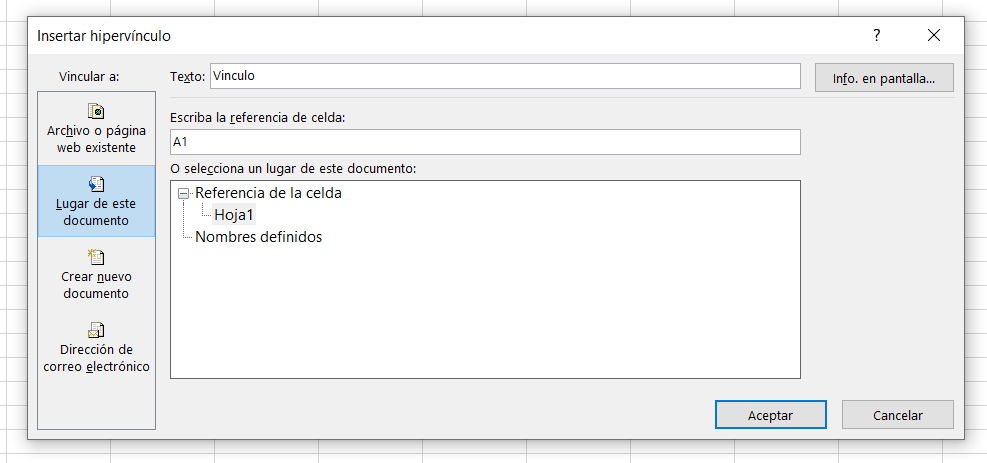 Insertar hipervínculo
?
Vincular a:
Texto:
Vinculo
Info. en pantalla...
Archivo o página
web existente
Lugar de este
documento
Crear nuevo
documento
Dirección de
correo electrónico
Escriba la referencia de celda:
A1
O selecciona un lugar de este documento:
Referencia de la celda
Hoja1
Nombres definidos
Aceptar
Cancelar